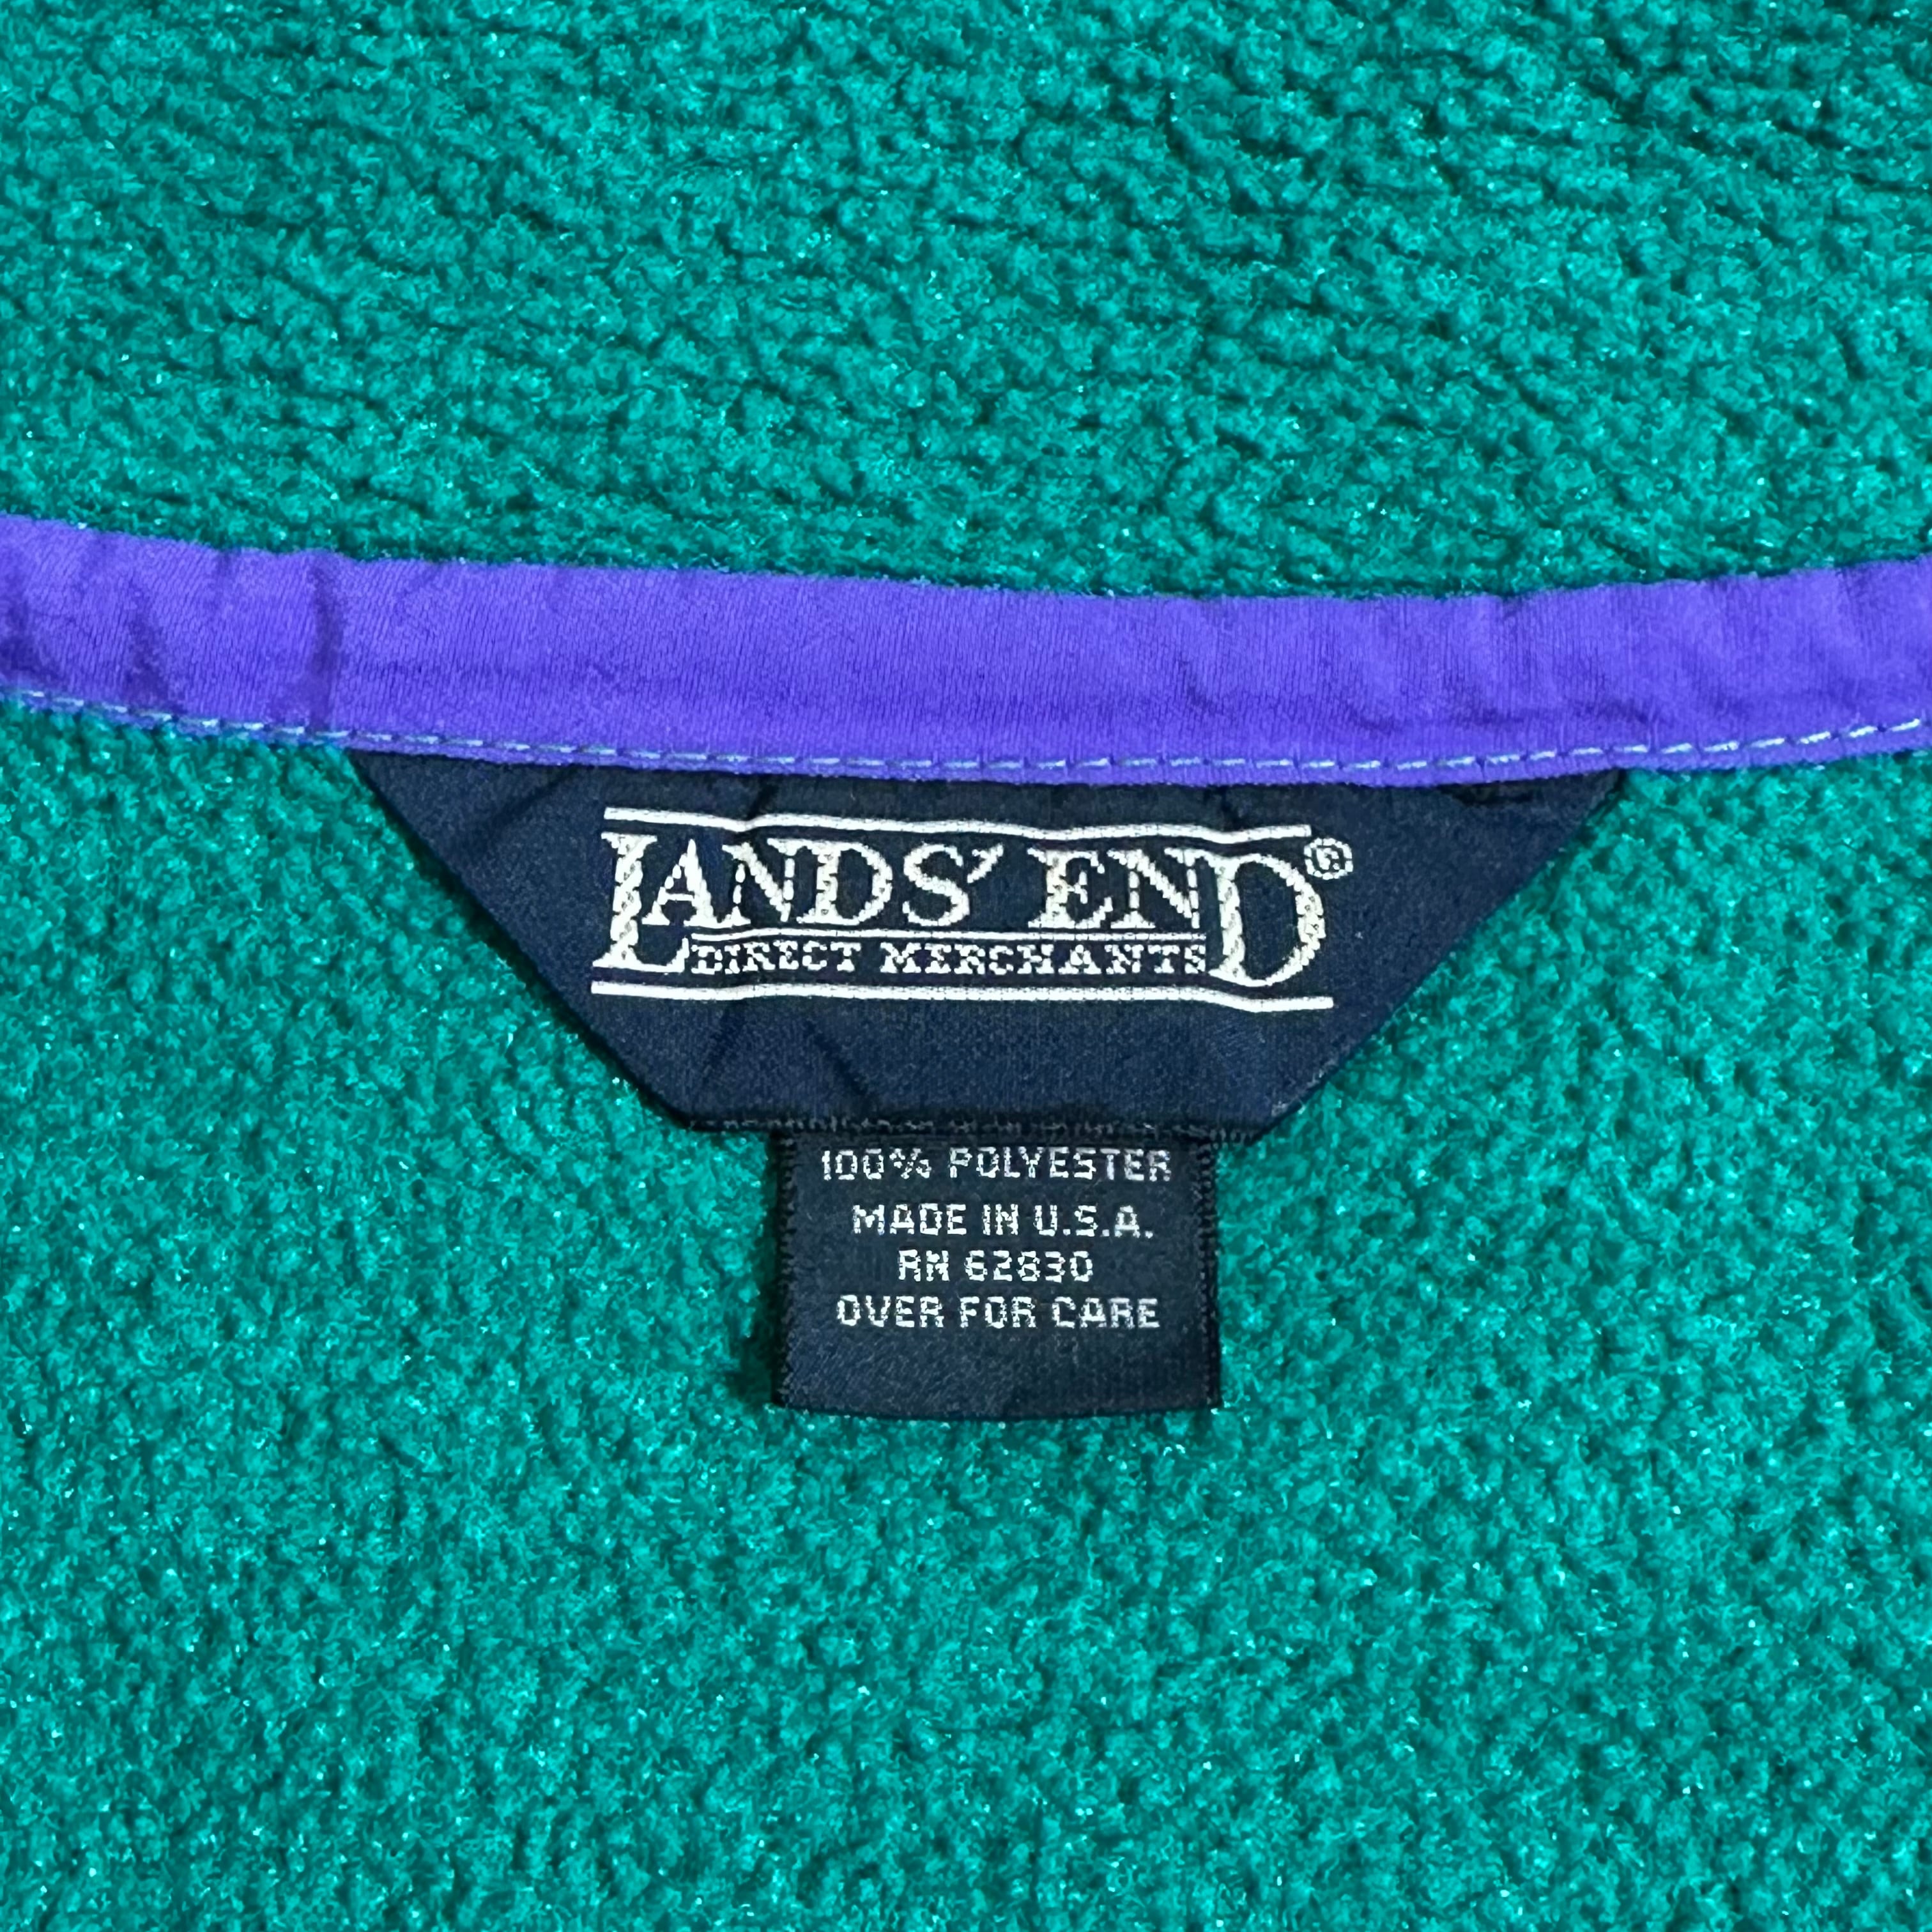 LANDS' END®
DIRECT MERCHANTS
100% POLYESTER
MADE IN U.S.A.
RN 62830
OVER FOR CARE